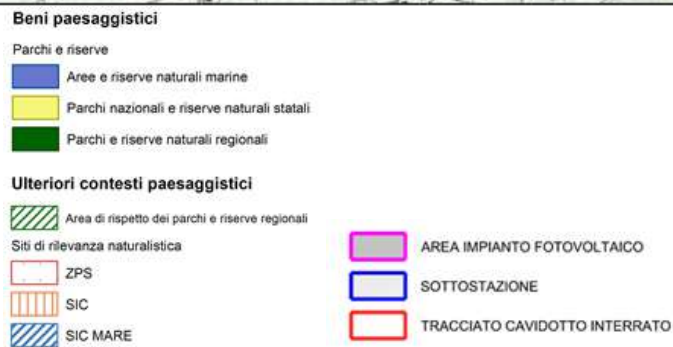 Beni paesaggistici
Parchi e riserve
Aree e riserve naturali marine
Parchi nazionali e riserve naturali statali
Parchi e riserve naturali regionali
Ulteriori contesti paesaggistici
Area di rispetto dei parchi e riserve regionali
Siti di rilevanza naturalistica
ZPS
SIC
SIC MARE
AREA IMPIANTO FOTOVOLTAICO
SOTTOSTAZIONE
TRACCIATO CAVIDOTTO INTERRATO